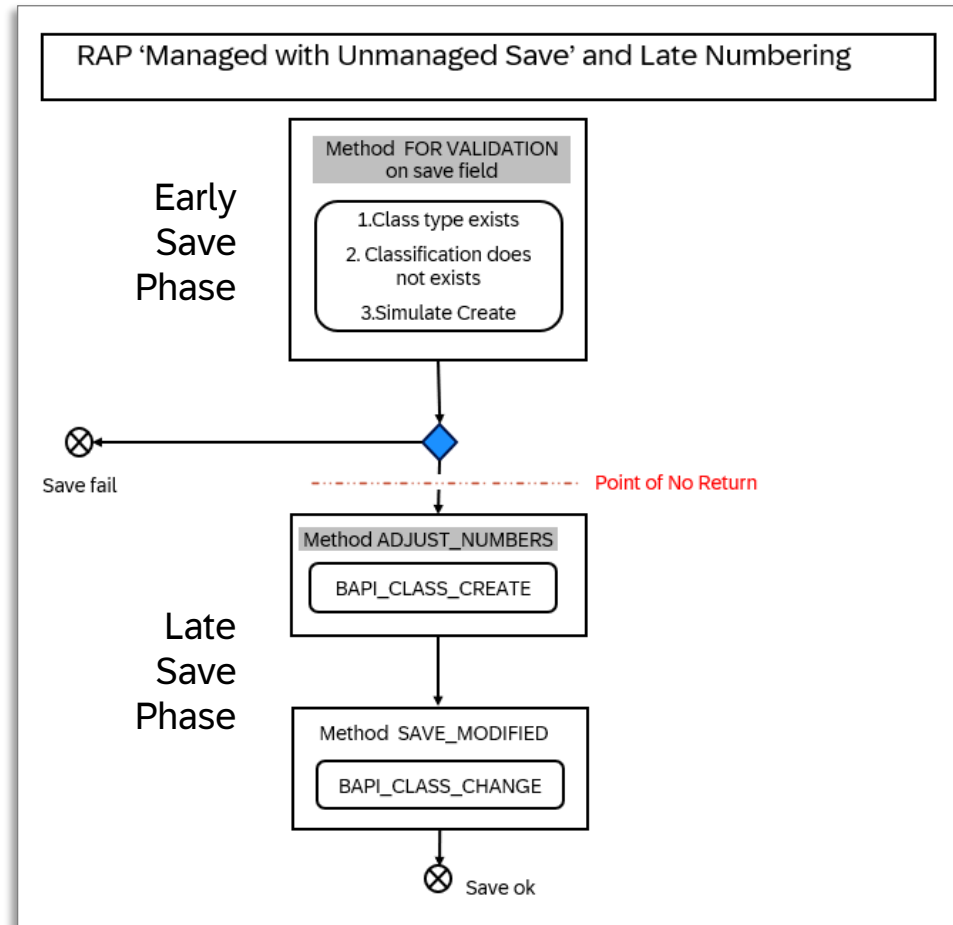 RAP ‘Managed with Unmanaged Save’ and Late Numbering
Early
Save
Phase
Method FOR VALIDATION
on save field
1.Class type exists
2. Classification does
not exists
3.Simulate Create
Save fail
Point of No Return
Late
Save
Phase
Method ADJUST_NUMBERS
BAPI_CLASS_CREATE
Method SAVE_MODIFIED
BAPI_CLASS_CHANGE
Save ok